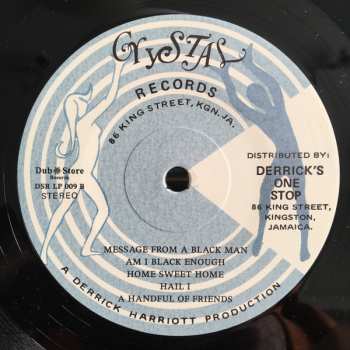 CRYSTAL
RECORDS
86 KING STREET, KGN. JA.
Dub Store
Records
DSR LP 009 B
STEREO
DISTRIBUTED BY:
DERRICK'S
ONE
STOP
86 KING STREET,
KINGSTON,
JAMAICA.
MESSAGE FROM A BLACK MAN
AM I BLACK ENOUGH
HOME SWEET HOME
HAIL I
A HANDFUL OF FRIENDS
A DERRICK HARRIOTT PRODUCTION